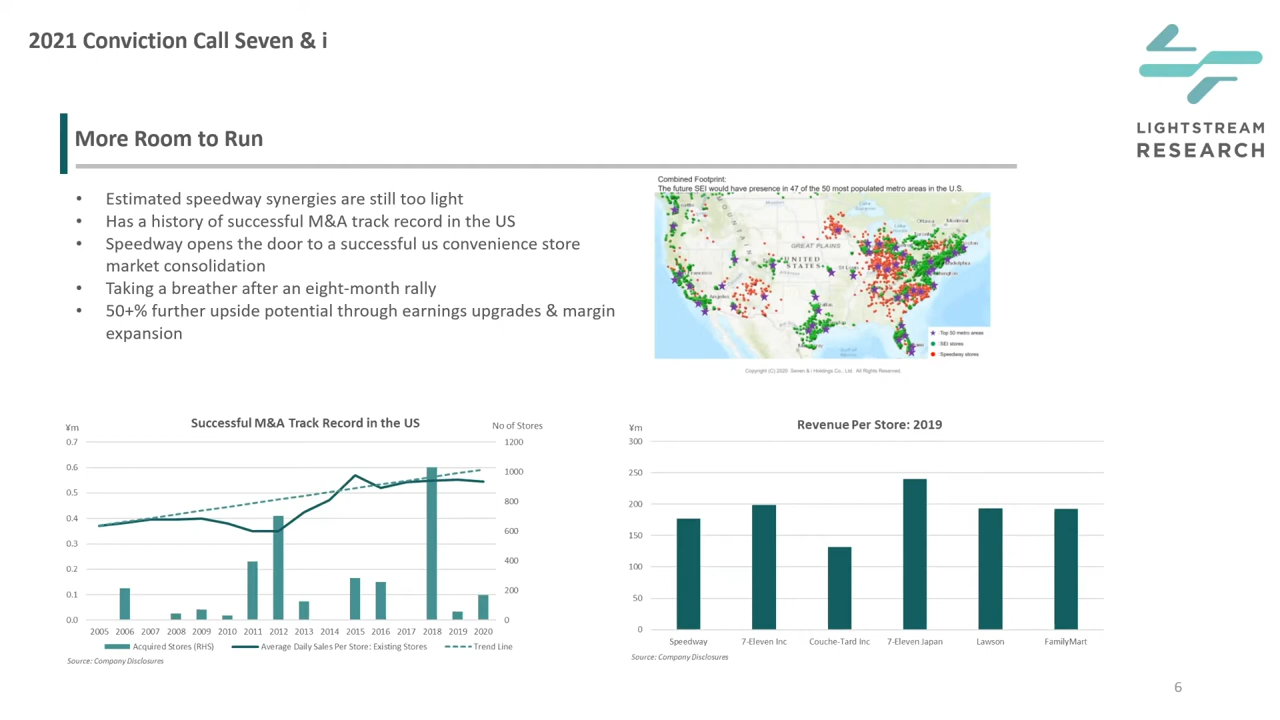 2021 Conviction Call Seven & i
LIGHTSTREAM
RESEARCH
More Room to Run
• Estimated speedway synergies are still too light
• Has a history of successful M&A track record in the US
• Speedway opens the door to a successful us convenience store
market consolidation
• Taking a breather after an eight-month rally
• 50+% further upside potential through earnings upgrades & margin
expansion
Combined Footprint:
The future SEI would have presence in 47 of the 50 most populated metro areas in the U.S.
GREAT PLAINS
UNITED
STATES
Ottawa
Montreal
Top 50 metro areas
SEI stores
Speedway stores
Copyright (C) 2020 Seven & i Holdings Co., Ltd. All Rights Reserved.
Successful M&A Track Record in the US
¥m
No of Stores
0.7
0.6
0.5
0.4
0.3
0.2
0.1
0.0
1200
1000
800
600
400
200
0
2005 2006 2007 2008 2009 2010 2011 2012 2013 2014 2015 2016 2017 2018 2019 2020
Acquired Stores (RHS) Average Daily Sales Per Store: Existing Stores Trend Line
Source: Company Disclosures
Revenue Per Store: 2019
¥m
300
250
200
150
100
50
0
Speedway 7-Eleven Inc Couche-Tard Inc 7-Eleven Japan Lawson FamilyMart
Source: Company Disclosures
6